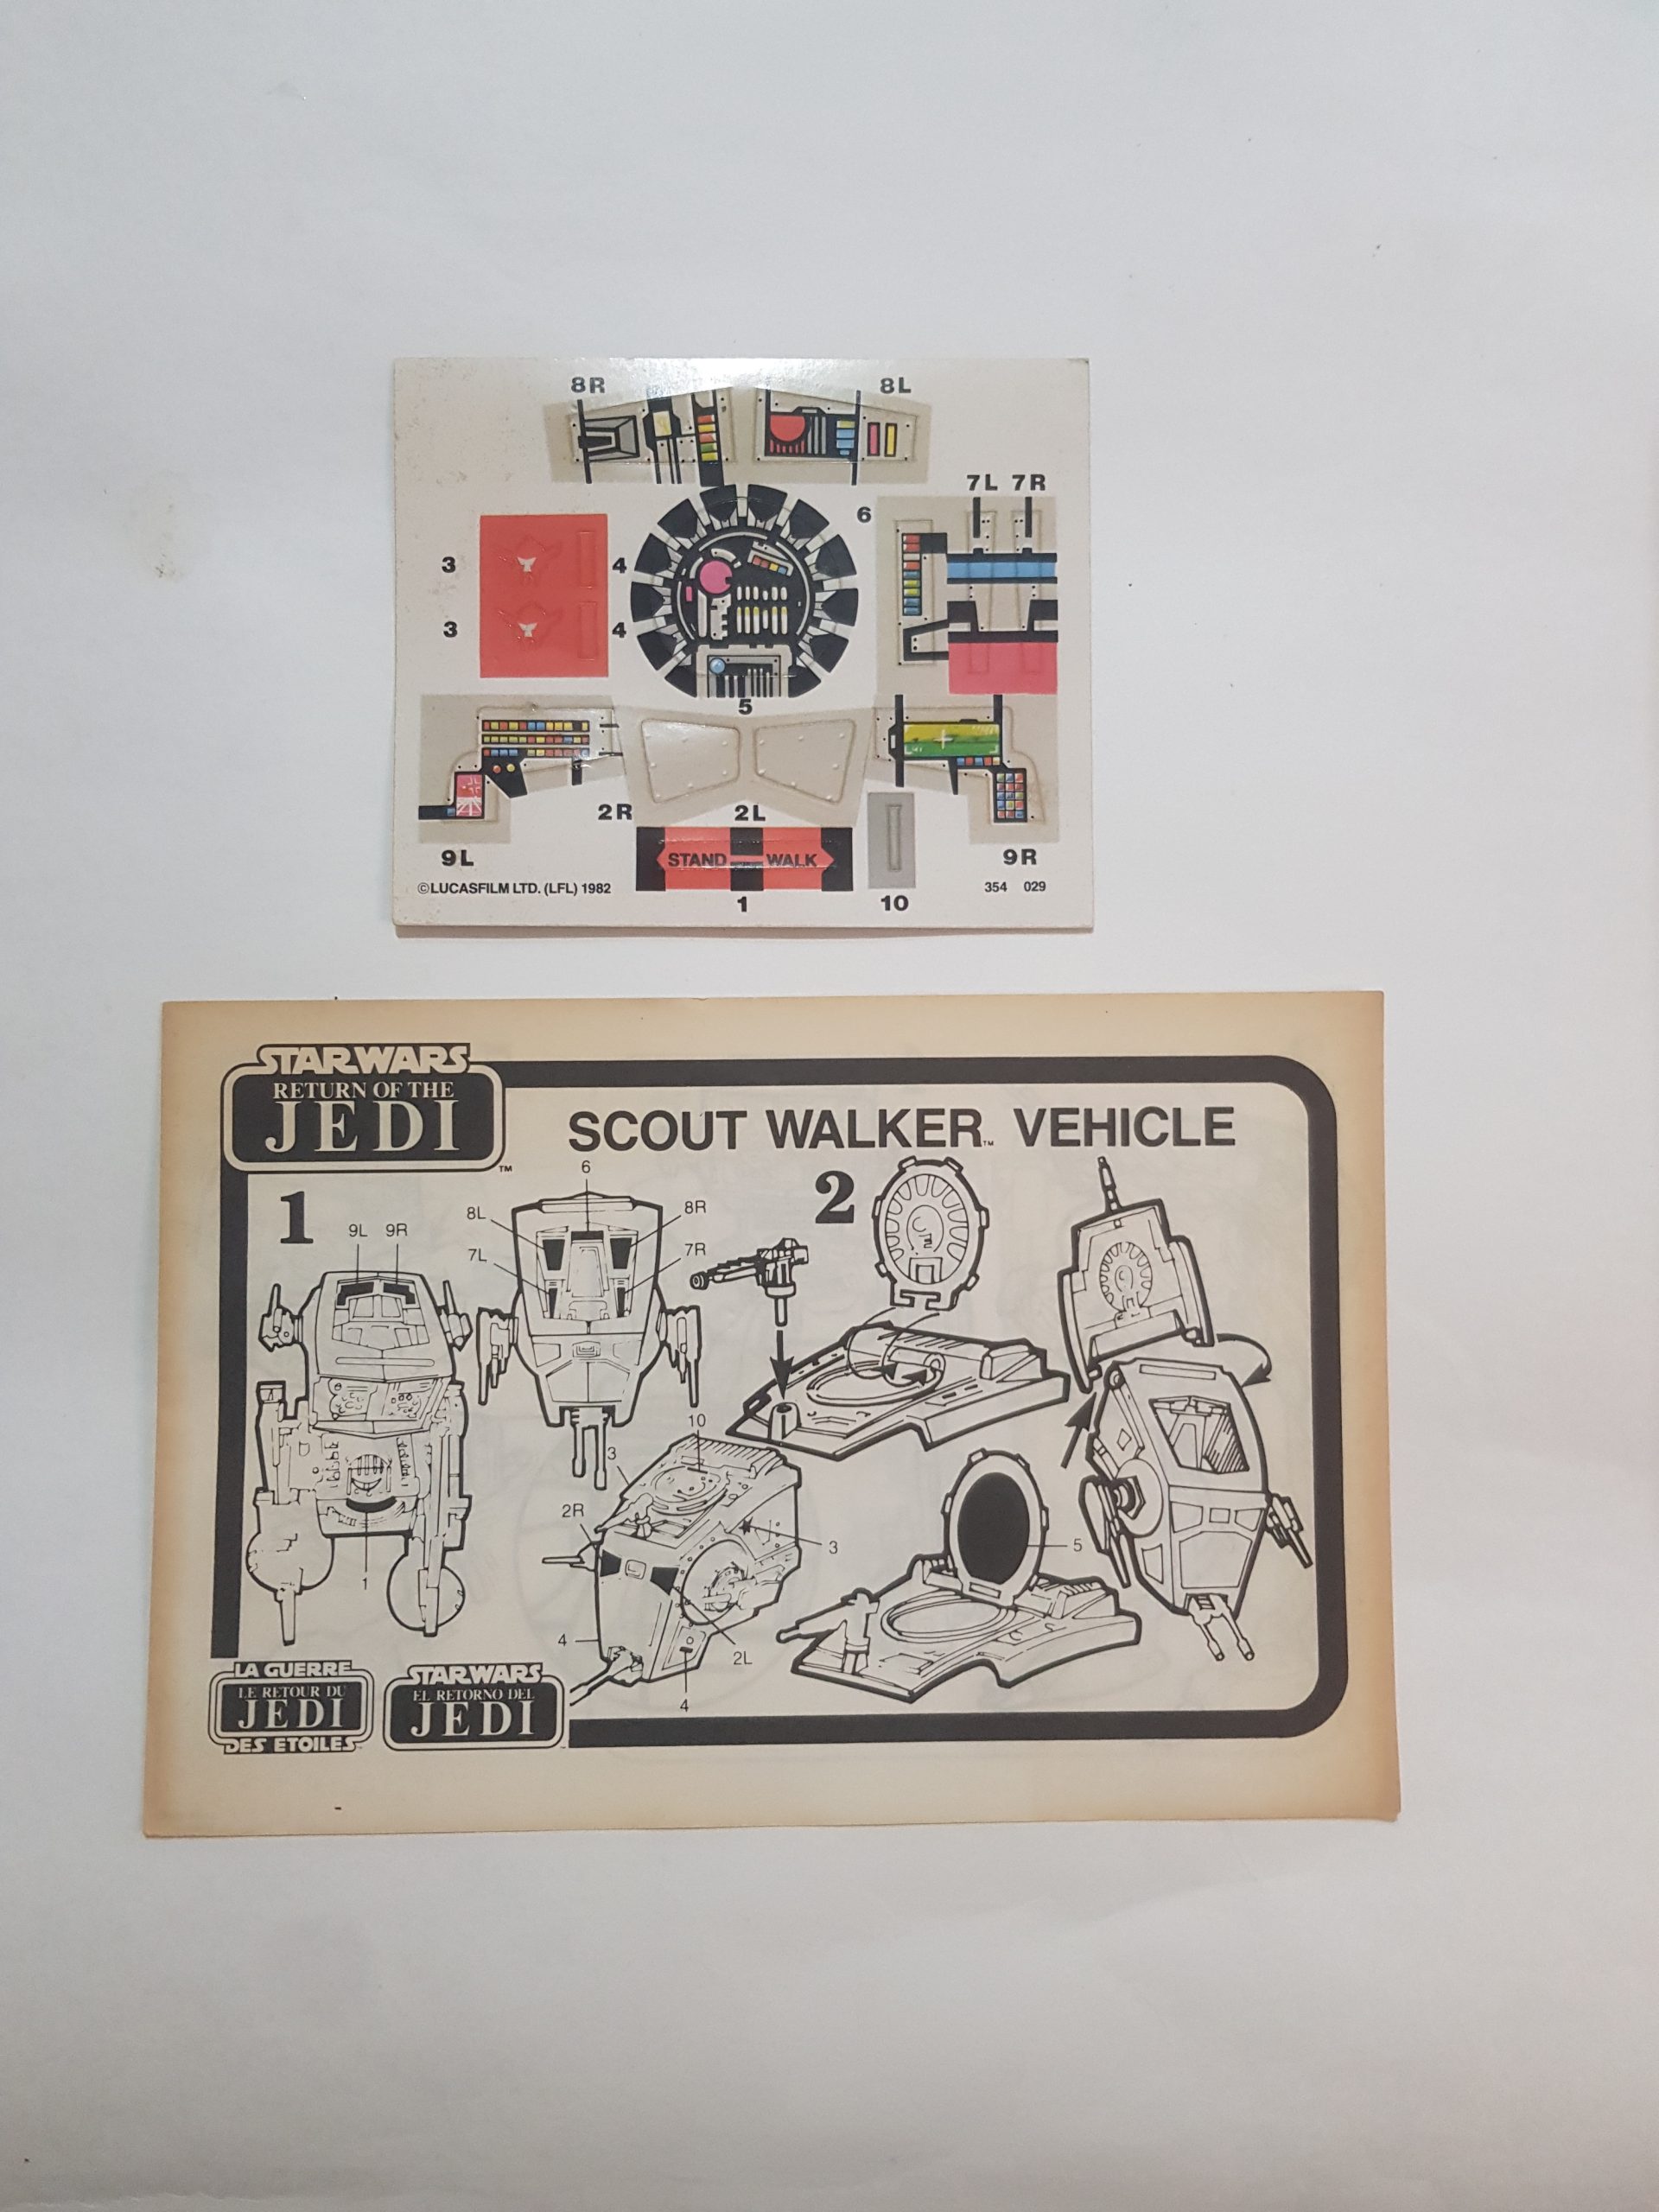 8R 8L
7L 7R
6
3 4
3 4
5
2R 2L
STAND WALK
9L 9R
©LUCASFILM LTD. (LFL) 1982
354 029
1 10
STAR WARS
RETURN OF THE
JEDI
™
SCOUT WALKER™ VEHICLE
1
9L 9R
1
6
8L 8R
7L 7R
10
3
2R
3
4
2L
4
2
5
LA GUERRE
LE RETOUR DU
JEDI
DES ETOILES
STAR WARS
EL RETORNO DEL
JEDI